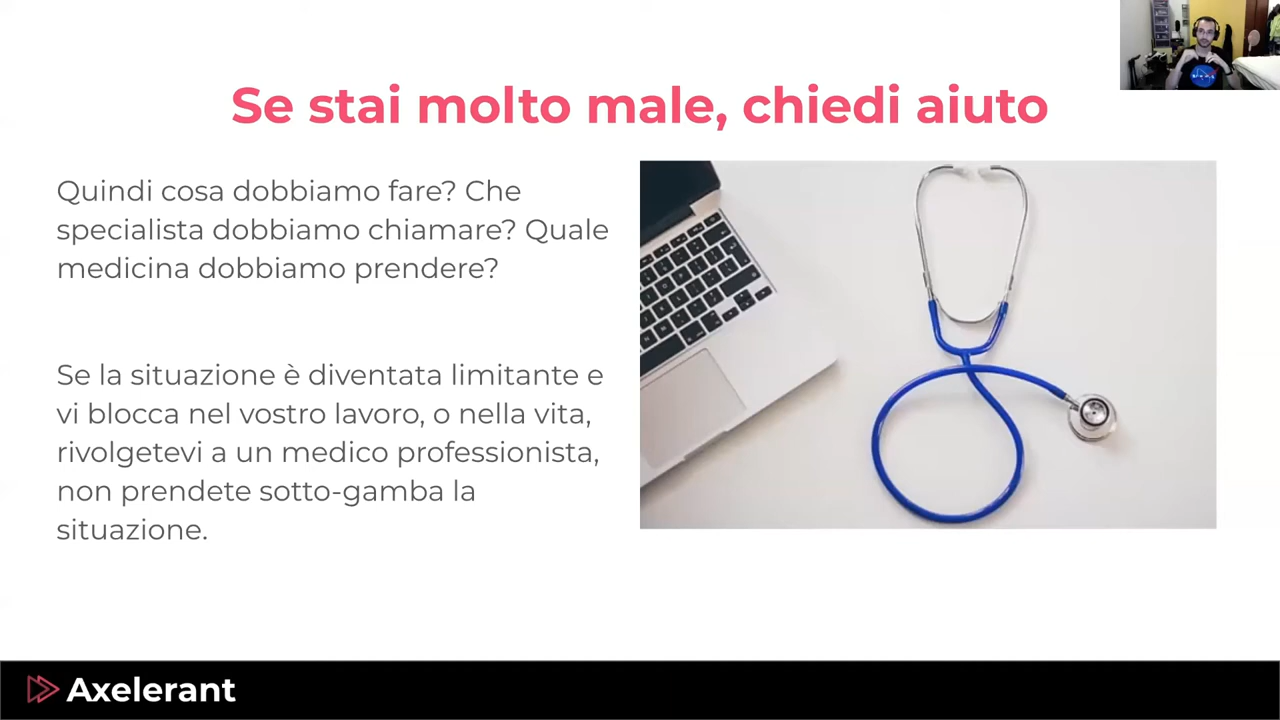 Se stai molto male, chiedi aiuto
Quindi cosa dobbiamo fare? Che
specialista dobbiamo chiamare? Quale
medicina dobbiamo prendere?
Se la situazione è diventata limitante e
vi blocca nel vostro lavoro, o nella vita,
rivolgetevi a un medico professionista,
non prendete sotto-gamba la
situazione.
Axelerant